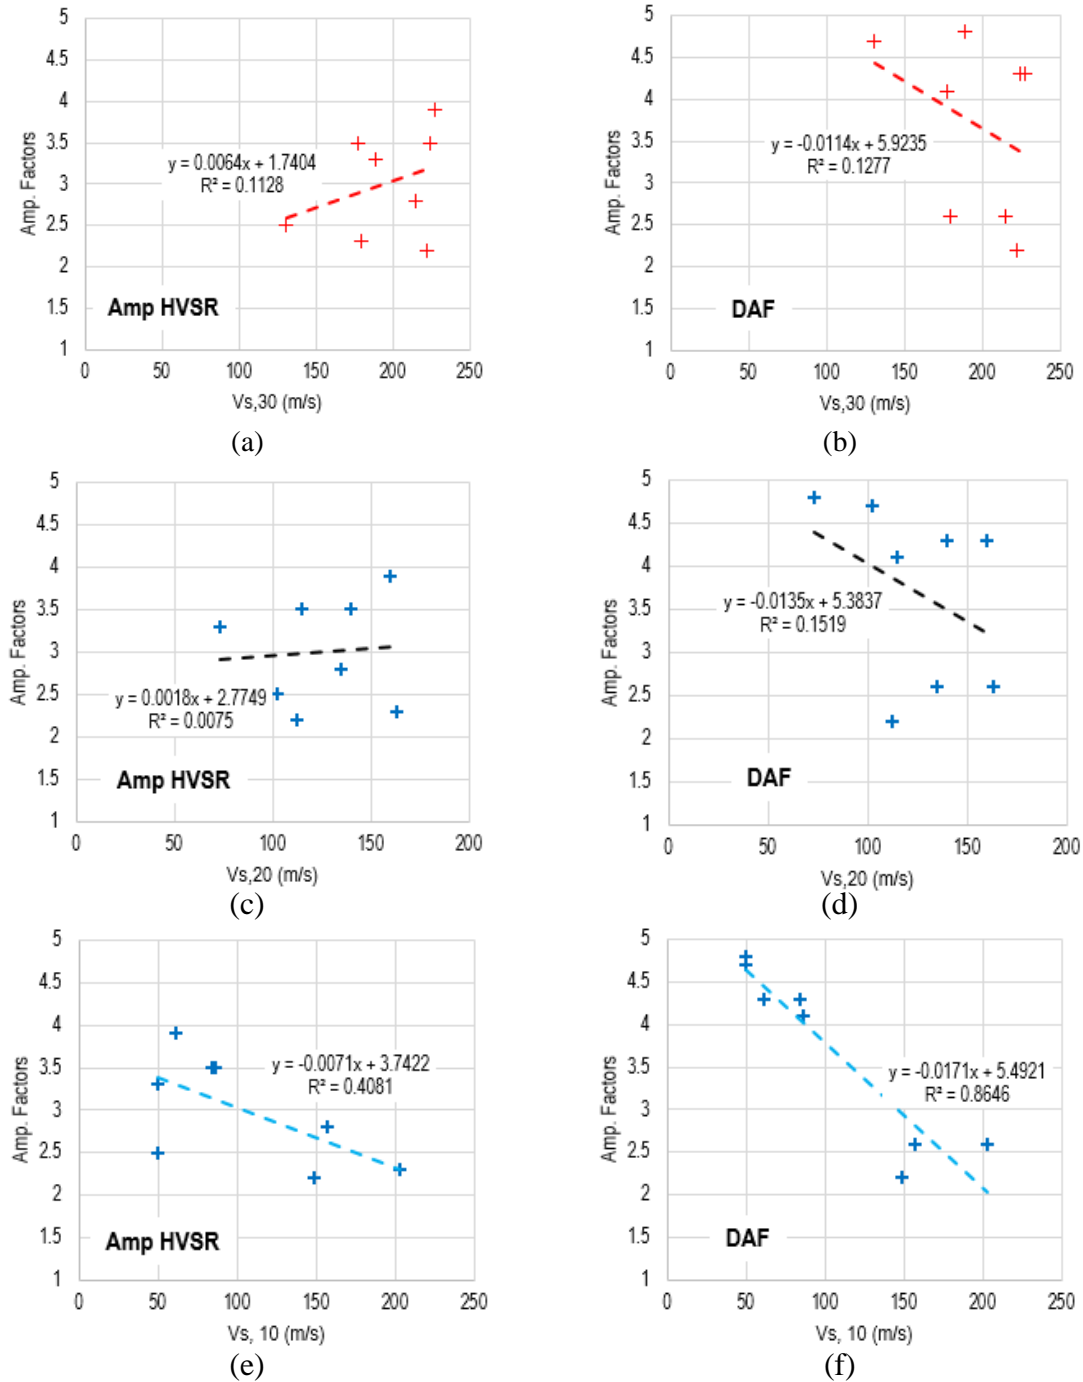 5
4.5
4
3.5
3
2.5
2
1.5
1
Amp. Factors
y = 0.0064x + 1.7404
R² = 0.1128
Amp HVSR
0 50 100 150 200 250
Vs,30 (m/s)
(a)
5
4.5
4
3.5
3
2.5
2
1.5
1
Amp. Factors
y = -0.0114x + 5.9235
R² = 0.1277
DAF
0 50 100 150 200 250
Vs,30 (m/s)
(b)
5
4.5
4
3.5
3
2.5
2
1.5
1
Amp. Factors
y = 0.0018x + 2.7749
R² = 0.0075
Amp HVSR
0 50 100 150 200
Vs,20 (m/s)
(c)
5
4.5
4
3.5
3
2.5
2
1.5
1
Amp. Factors
y = -0.0135x + 5.3837
R² = 0.1519
DAF
0 50 100 150 200
Vs,20 (m/s)
(d)
5
4.5
4
3.5
3
2.5
2
1.5
1
Amp. Factors
y = -0.0071x + 3.7422
R² = 0.4081
Amp HVSR
0 50 100 150 200 250
Vs, 10 (m/s)
(e)
5
4.5
4
3.5
3
2.5
2
1.5
1
Amp. Factors
y = -0.0171x + 5.4921
R² = 0.8646
DAF
0 50 100 150 200 250
Vs, 10 (m/s)
(f)